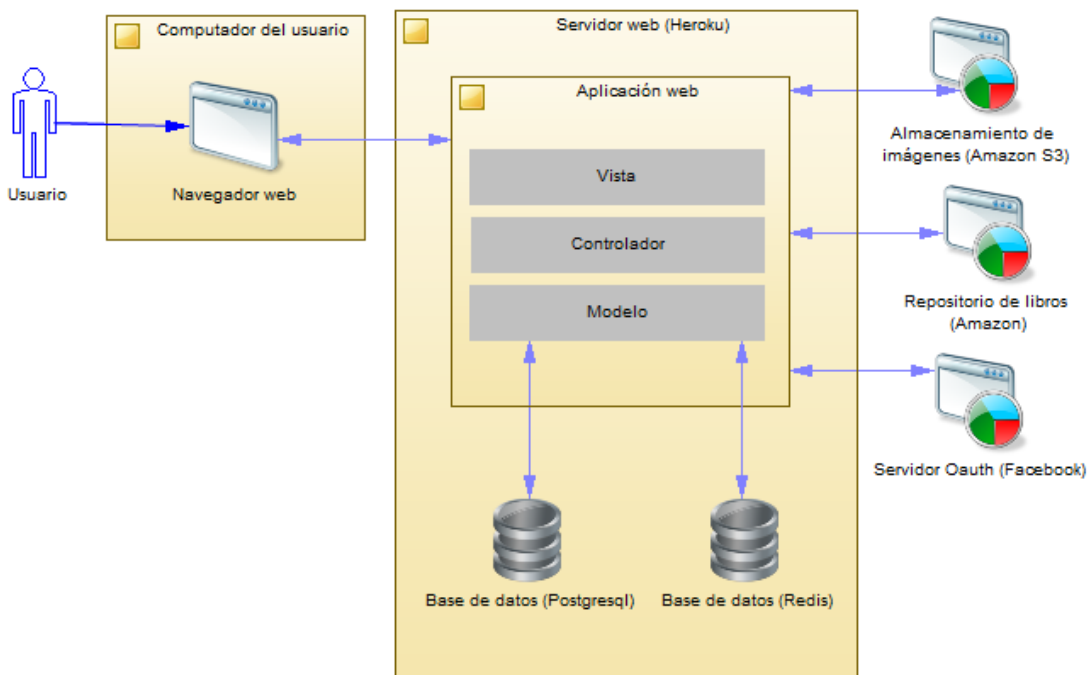 Computador del usuario
Usuario
Navegador web
Servidor web (Heroku)
Aplicación web
Vista
Controlador
Modelo
Base de datos (Postgresql)
Base de datos (Redis)
Almacenamiento de
imágenes (Amazon S3)
Repositorio de libros
(Amazon)
Servidor Oauth (Facebook)